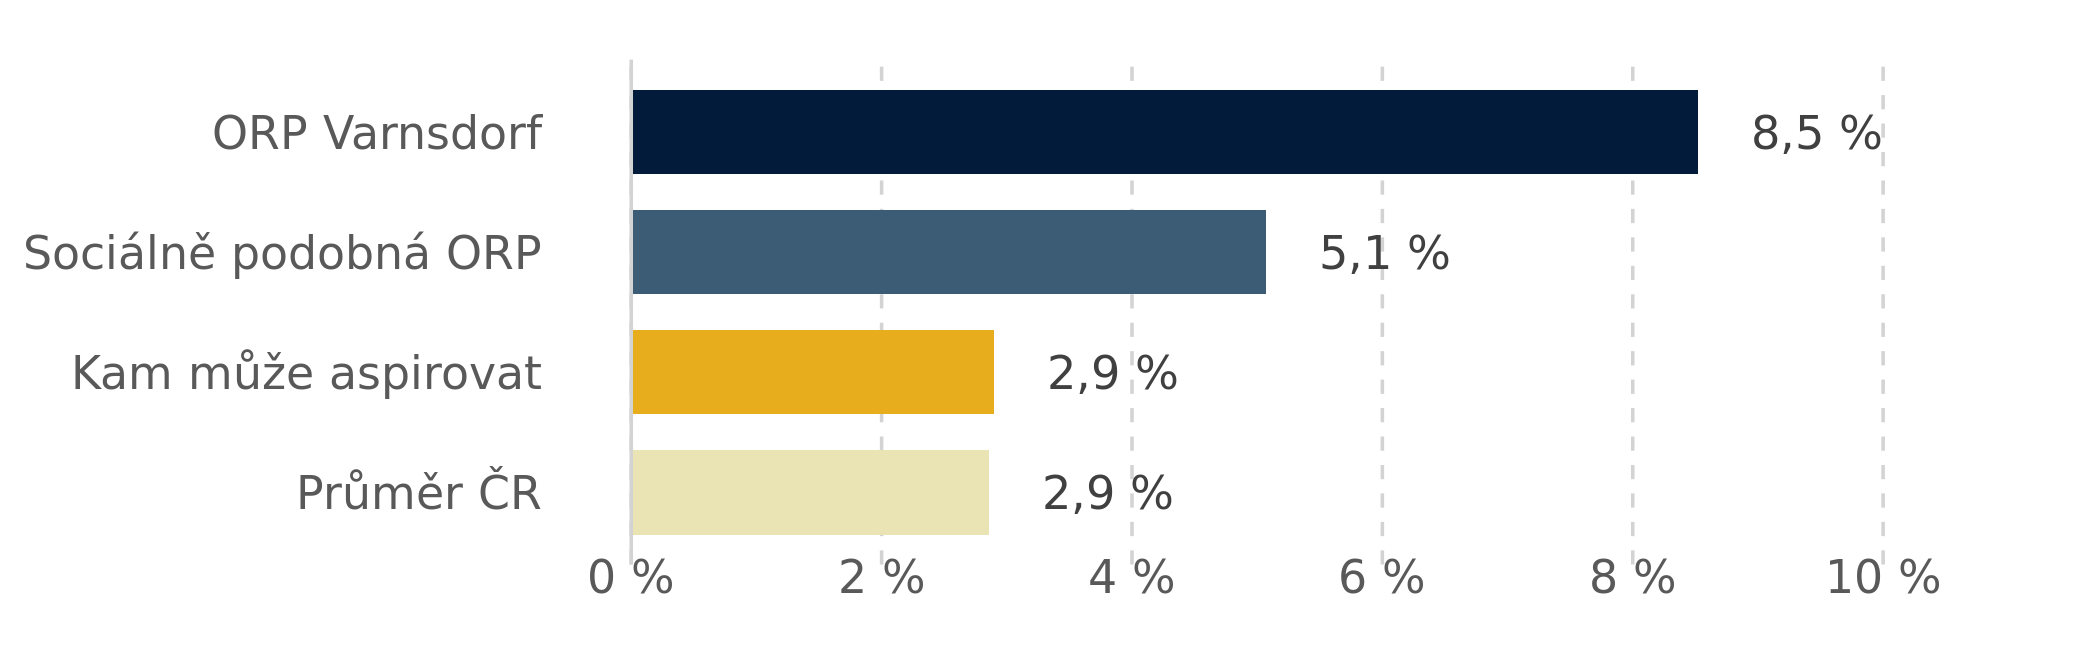 ORP Varnsdorf
8,5 %
Sociálně podobná ORP
5,1 %
Kam může aspirovat
2,9 %
Průměr ČR
2,9 %
0 % 2 % 4 % 6 % 8 % 10 %